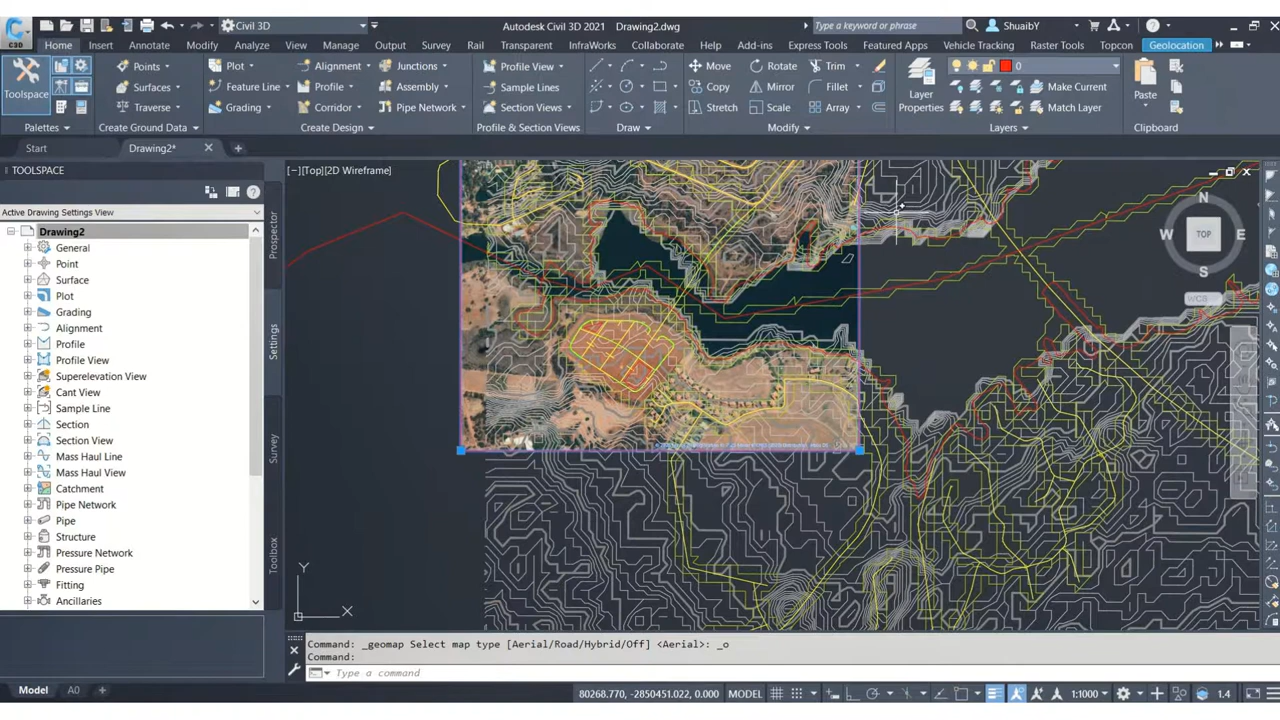 Civil 3D
Autodesk Civil 3D 2021 Drawing2.dwg
Type a keyword or phrase
ShuaibY
C3D
Home Insert Annotate Modify Analyze View Manage Output Survey Rail Transparent InfraWorks Collaborate Help Add-ins Express Tools Featured Apps Vehicle Tracking Raster Tools Topcon Geolocation
Toolspace
Points
Surfaces
Traverse
Plot
Feature Line
Grading
Alignment
Profile
Corridor
Junctions
Assembly
Pipe Network
Profile View
Sample Lines
Section Views
Move
Copy
Stretch
Rotate
Mirror
Scale
Trim
Fillet
Array
Layer
Properties
0
Make Current
Match Layer
Paste
Palettes Create Ground Data Create Design Profile & Section Views Draw Modify Layers Clipboard
Start Drawing2*
TOOLSPACE
[−][Top][2D Wireframe]
Active Drawing Settings View
Drawing2
General
Point
Surface
Plot
Alignment
Profile
Profile View
Superelevation View
Cant View
Sample Line
Section
Section View
Mass Haul Line
Mass Haul View
Catchment
Pipe Network
Pipe
Structure
Pressure Network
Pressure Pipe
Fitting
Ancillaries
Prospector
Settings
Survey
Toolbox
N
W TOP E
S
WCS
Y
X
Command: _geomap Select map type [Aerial/Road/Hybrid/Off] <Aerial>: _o
Command:
Type a command
Model A0
80268.770, -2850451.022, 0.000 MODEL 1:1000 1.4